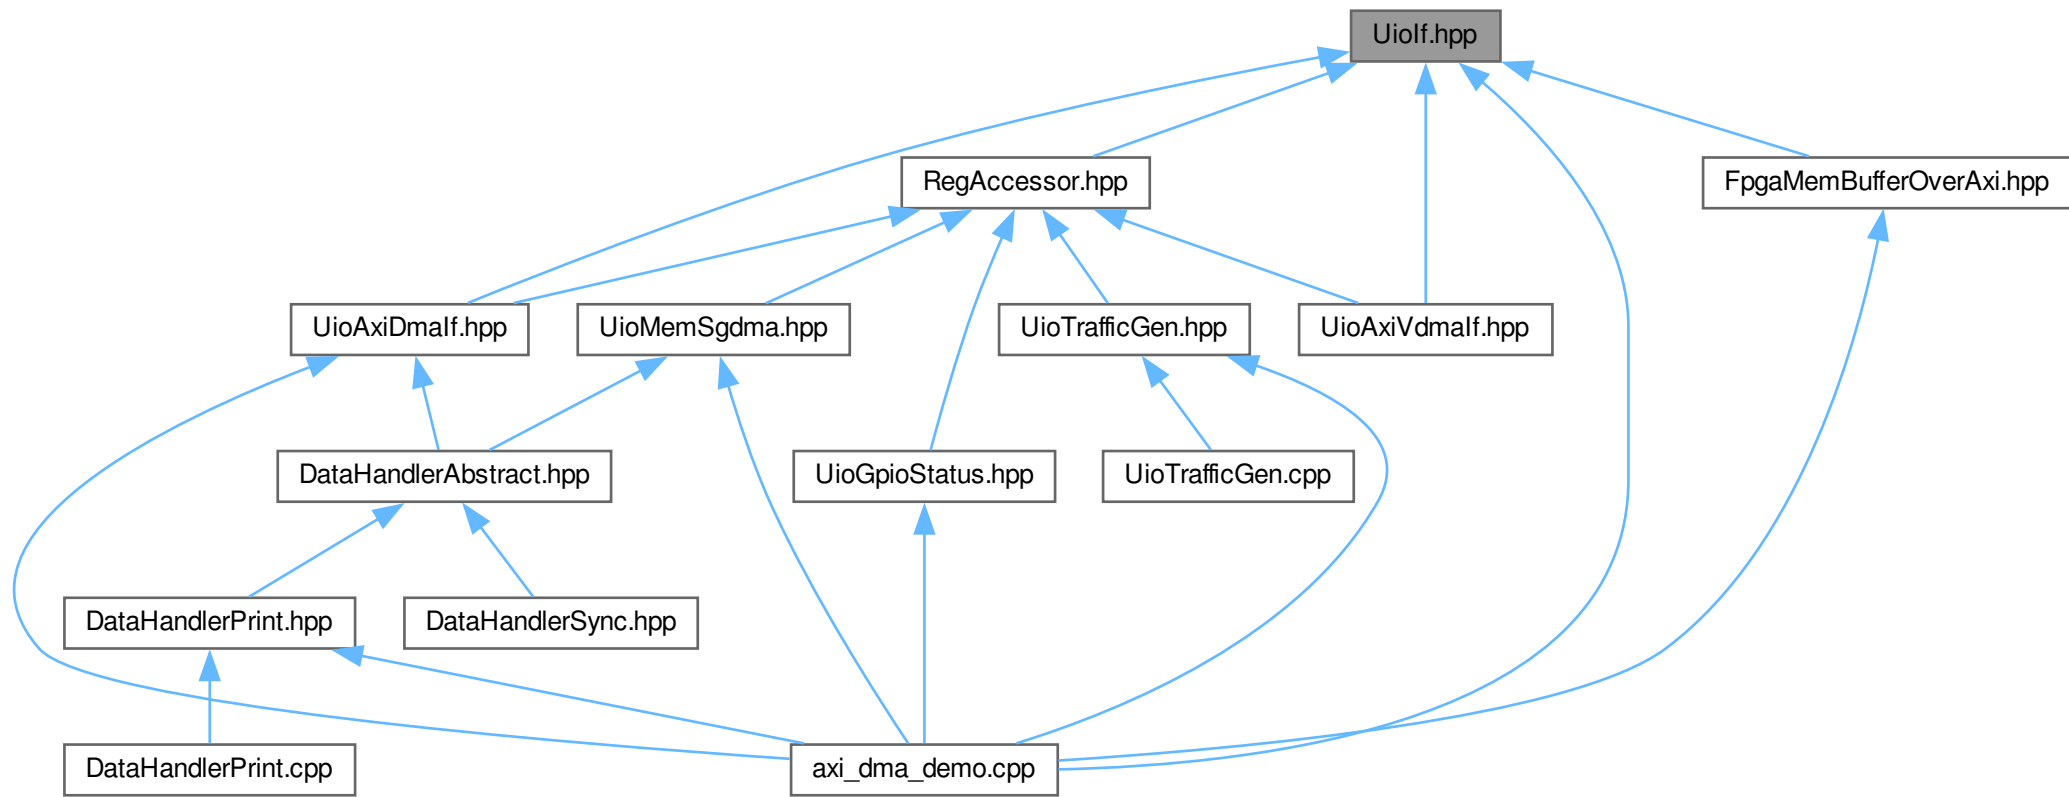 UioIf.hpp
RegAccessor.hpp
FpgaMemBufferOverAxi.hpp
UioAxiDmaIf.hpp
UioMemSgdma.hpp
UioTrafficGen.hpp
UioAxiVdmaIf.hpp
DataHandlerAbstract.hpp
UioGpioStatus.hpp
UioTrafficGen.cpp
DataHandlerPrint.hpp
DataHandlerSync.hpp
DataHandlerPrint.cpp
axi_dma_demo.cpp